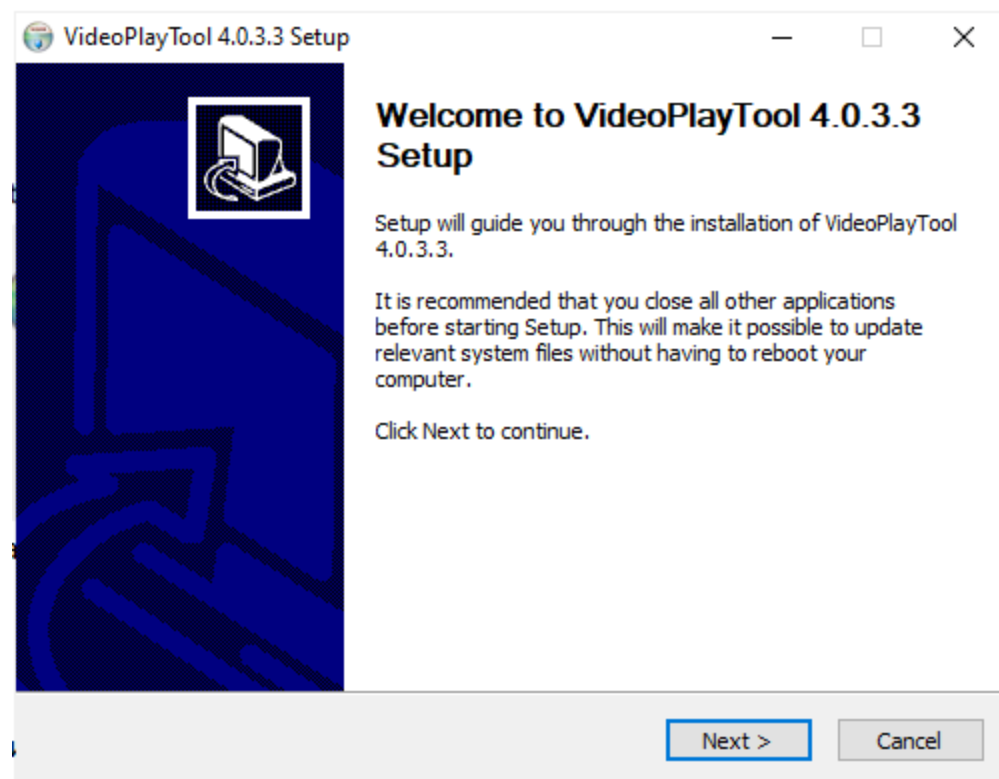 VideoPlayTool 4.0.3.3 Setup
Welcome to VideoPlayTool 4.0.3.3
Setup
Setup will guide you through the installation of VideoPlayTool
4.0.3.3.
It is recommended that you close all other applications
before starting Setup. This will make it possible to update
relevant system files without having to reboot your
computer.
Click Next to continue.
Next >
Cancel